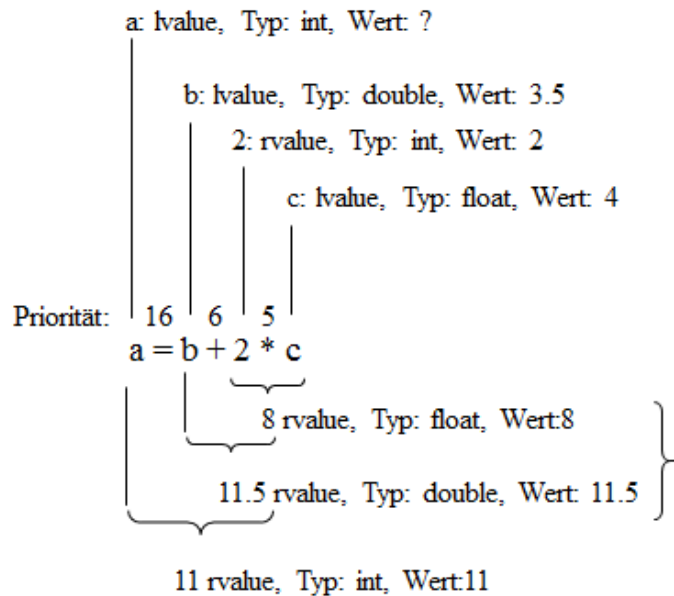 a: lvalue, Typ: int, Wert: ?
b: lvalue, Typ: double, Wert: 3.5
2: rvalue, Typ: int, Wert: 2
c: lvalue, Typ: float, Wert: 4
Priorität: 16 6 5
a = b + 2 * c
8 rvalue, Typ: float, Wert:8
11.5 rvalue, Typ: double, Wert: 11.5
11 rvalue, Typ: int, Wert:11